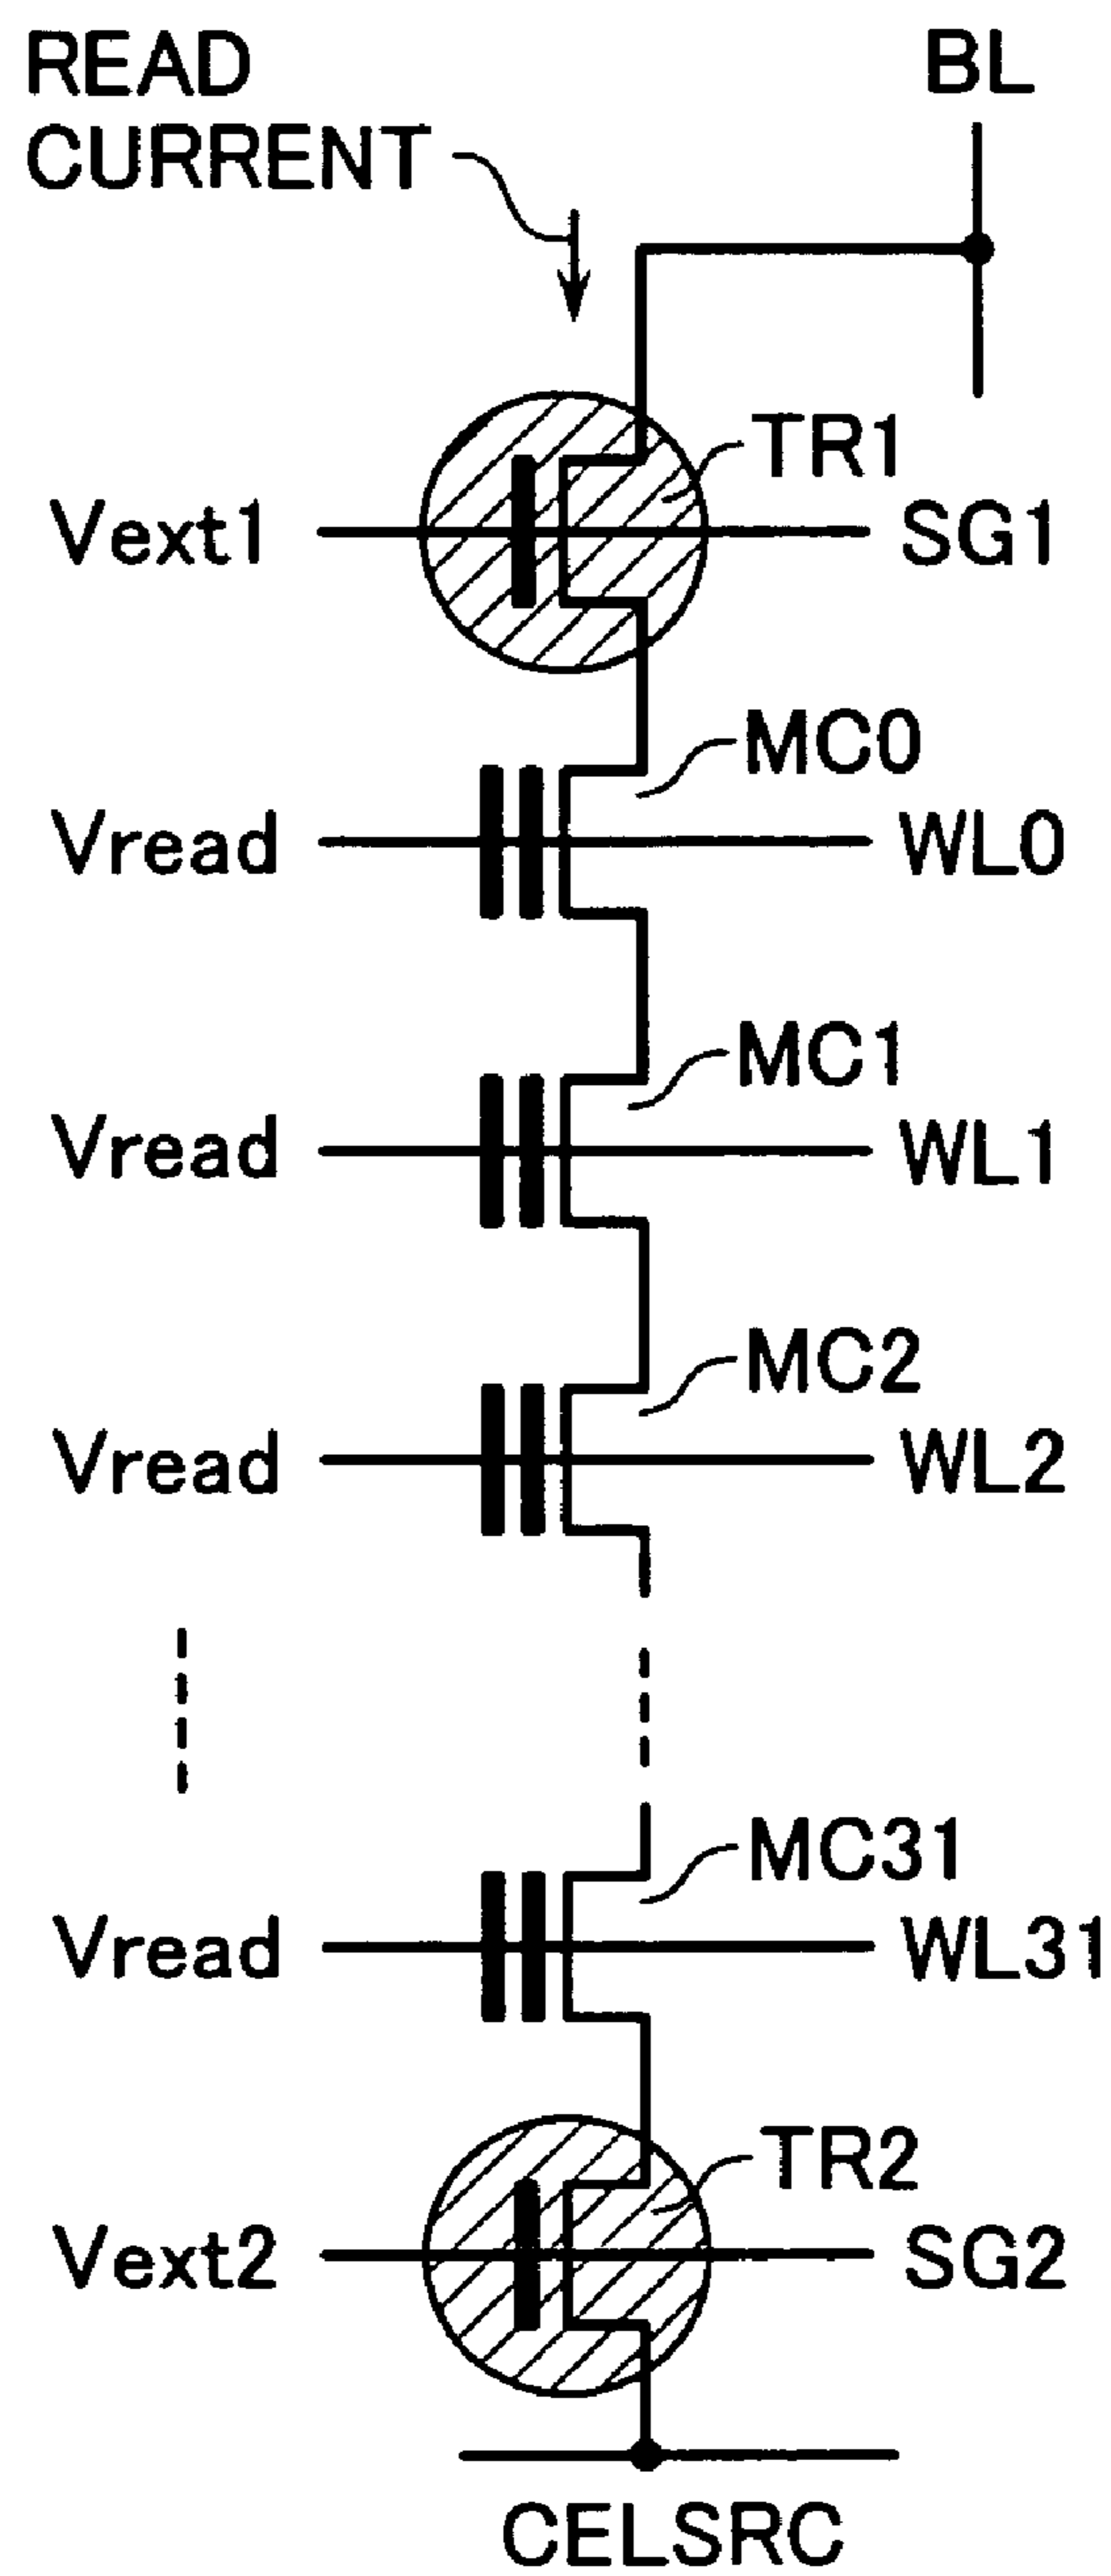 READ
CURRENT
BL
TR1
Vext1
SG1
MC0
Vread
WL0
MC1
Vread
WL1
MC2
Vread
WL2
MC31
Vread
WL31
TR2
Vext2
SG2
CELSRC